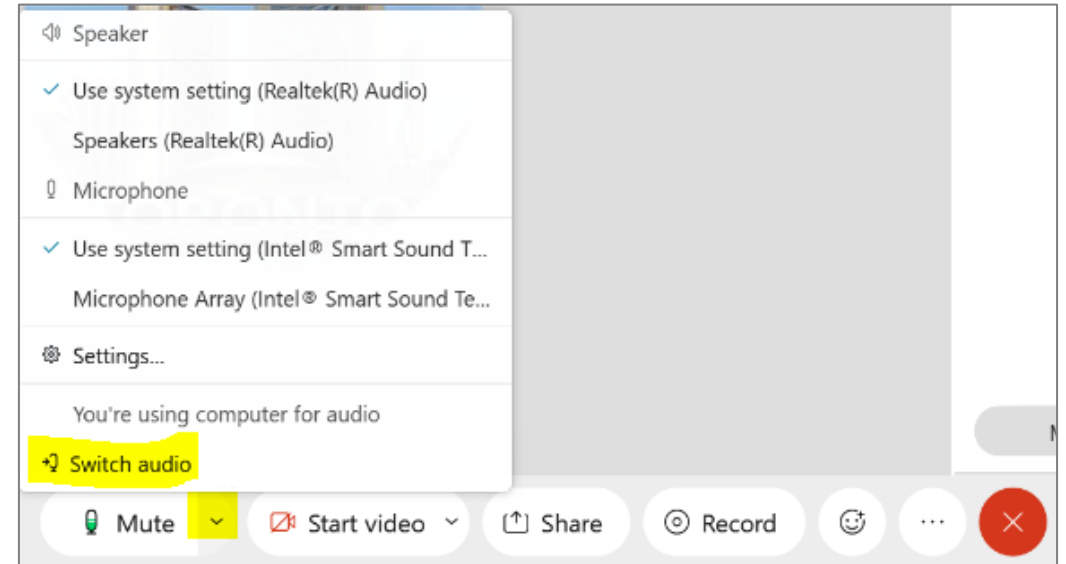 Speaker
Use system setting (Realtek(R) Audio)
Speakers (Realtek(R) Audio)
Microphone
Use system setting (Intel® Smart Sound T...
Microphone Array (Intel® Smart Sound Te...
Settings...
You're using computer for audio
Switch audio
Mute Start video Share Record ...